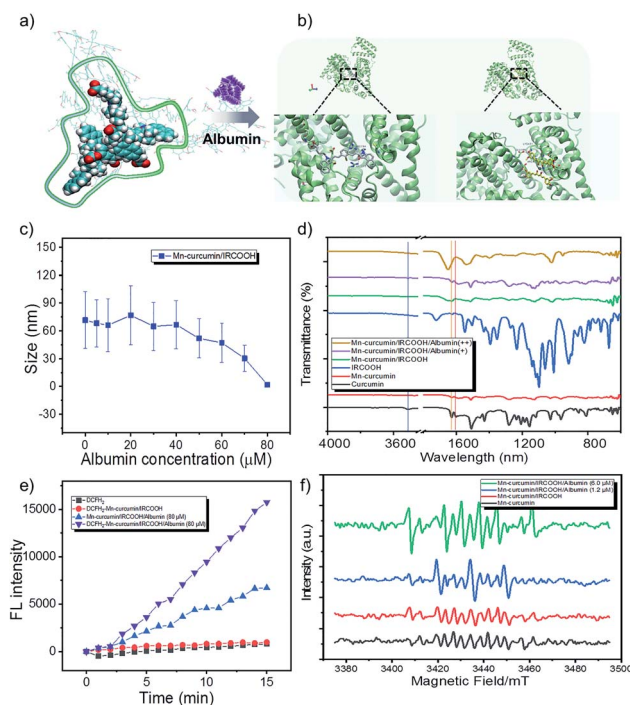 a)
b)
Albumin
c)
Mn-curcumin/IRCOOH
150
120
90
60
30
0
-30
Size (nm)
0 20 40 60 80
Albumin concentration (μM)
d)
Transmittance (%)
Mn-curcumin/IRCOOH/Albumin(++)
Mn-curcumin/IRCOOH/Albumin(+)
Mn-curcumin/IRCOOH
IRCOOH
Mn-curcumin
Curcumin
4000 3500 1600 1200 800
Wavelength (nm)
e)
DCFH₂
DCFH₂-Mn-curcumin/IRCOOH
Mn-curcumin/IRCOOH/Albumin (80 μM)
DCFH₂-Mn-curcumin/IRCOOH/Albumin (80 μM)
15000
10000
5000
0
FL intensity
0 5 10 15
Time (min)
f)
Mn-curcumin/IRCOOH/Albumin (6.0 μM)
Mn-curcumin/IRCOOH/Albumin (1.2 μM)
Mn-curcumin/IRCOOH
Mn-curcumin
Intensity (a.u.)
3380 3400 3420 3440 3460 3480 3500
Magnetic Field/mT